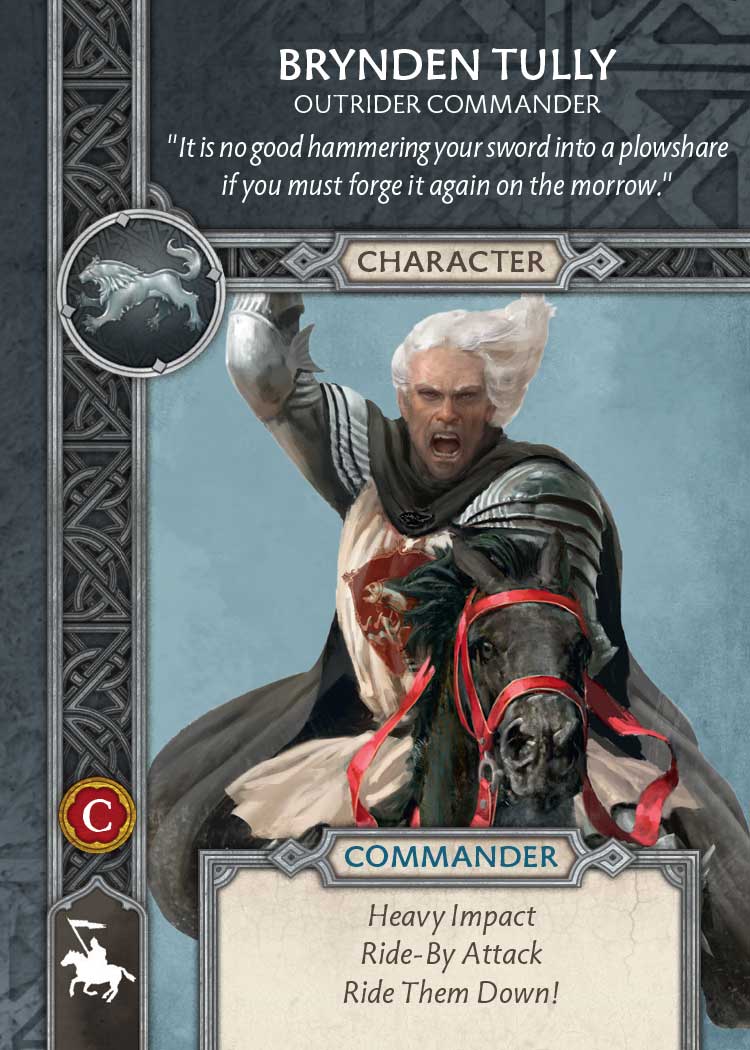 BRYNDEN TULLY
OUTRIDER COMMANDER
"It is no good hammering your sword into a plowshare
if you must forge it again on the morrow."
CHARACTER
C
COMMANDER
Heavy Impact
Ride-By Attack
Ride Them Down!